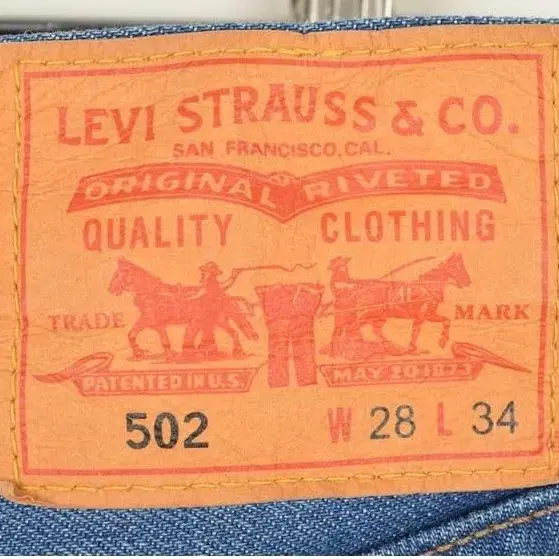 LEVI STRAUSS & CO.
SAN FRANCISCO, CAL.
ORIGINAL RIVETED
QUALITY CLOTHING
TRADE MARK
PATENTED IN U.S. MAY 20 1873
502 W 28 L 34